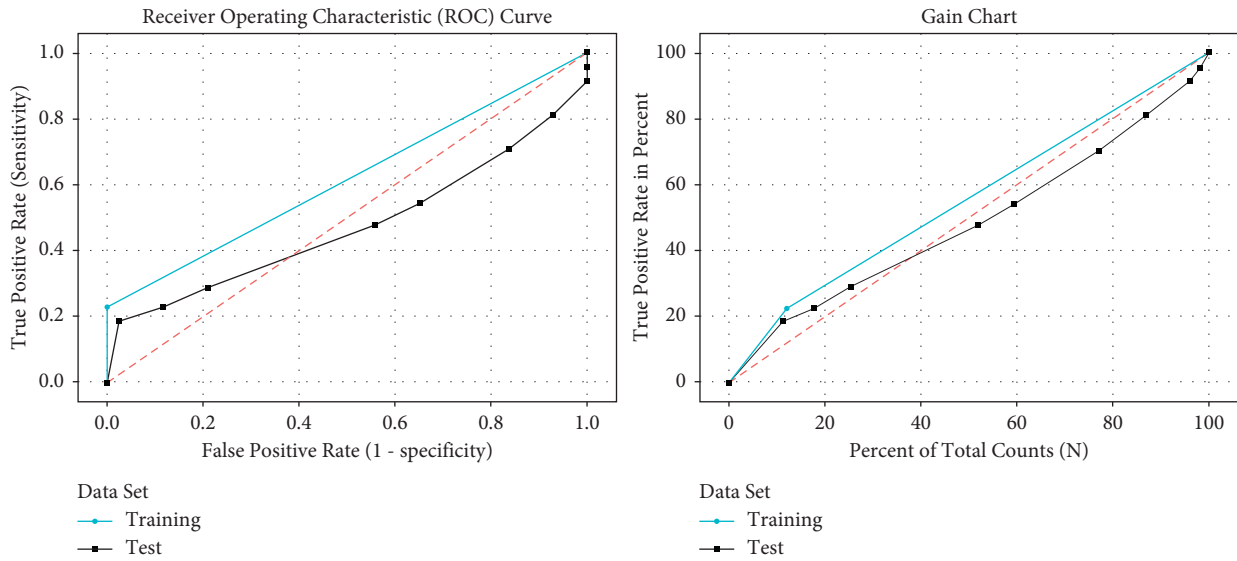 Receiver Operating Characteristic (ROC) Curve
True Positive Rate (Sensitivity)
1.0
0.8
0.6
0.4
0.2
0.0
0.0 0.2 0.4 0.6 0.8 1.0
False Positive Rate (1 - specificity)
Data Set
Training
Test
Gain Chart
True Positive Rate in Percent
100
80
60
40
20
0
0 20 40 60 80 100
Percent of Total Counts (N)
Data Set
Training
Test